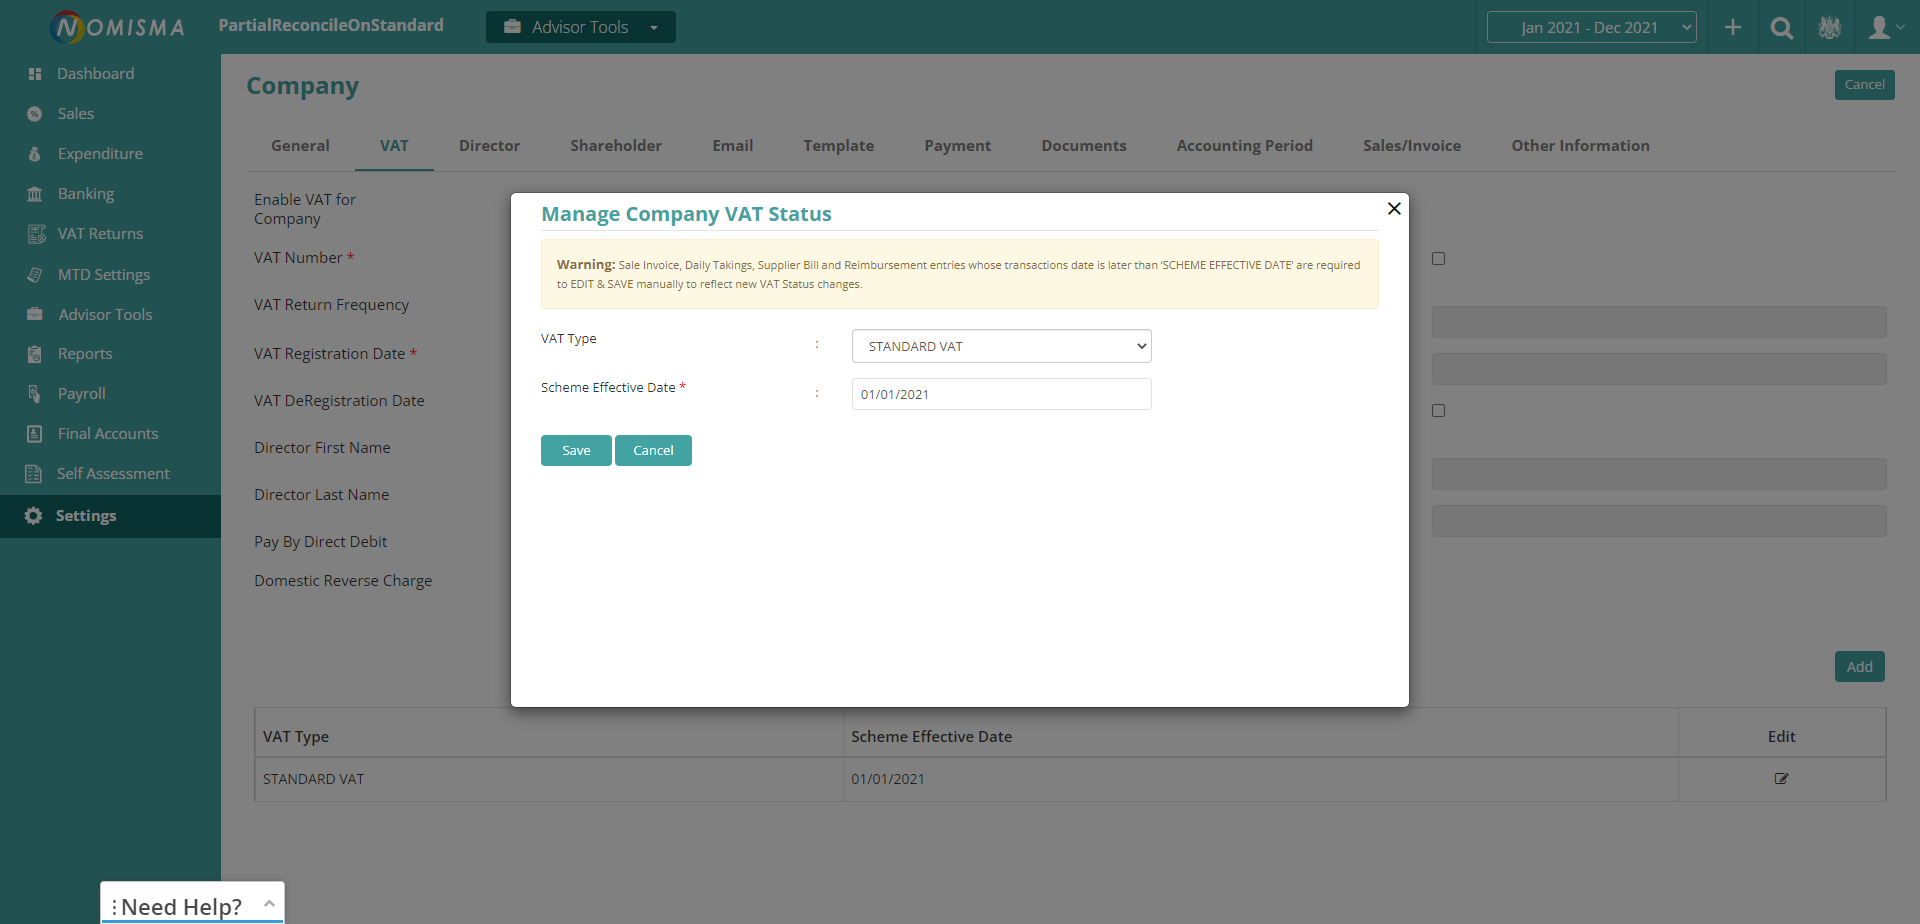 NOMISMA
PartialReconcileOnStandard
Advisor Tools
Jan 2021 - Dec 2021
Dashboard
Sales
Expenditure
Banking
VAT Returns
MTD Settings
Advisor Tools
Reports
Payroll
Final Accounts
Self Assessment
Settings
Company
Cancel
General VAT Director Shareholder Email Template Payment Documents Accounting Period Sales/Invoice Other Information
Enable VAT for
Company
VAT Number *
VAT Return Frequency
VAT Registration Date *
VAT DeRegistration Date
Director First Name
Director Last Name
Pay By Direct Debit
Domestic Reverse Charge
Manage Company VAT Status
Warning: Sale Invoice, Daily Takings, Supplier Bill and Reimbursement entries whose transactions date is later than 'SCHEME EFFECTIVE DATE' are required
to EDIT & SAVE manually to reflect new VAT Status changes.
VAT Type : STANDARD VAT
Scheme Effective Date * : 01/01/2021
Save Cancel
Add
VAT Type Scheme Effective Date Edit
STANDARD VAT 01/01/2021
Need Help?